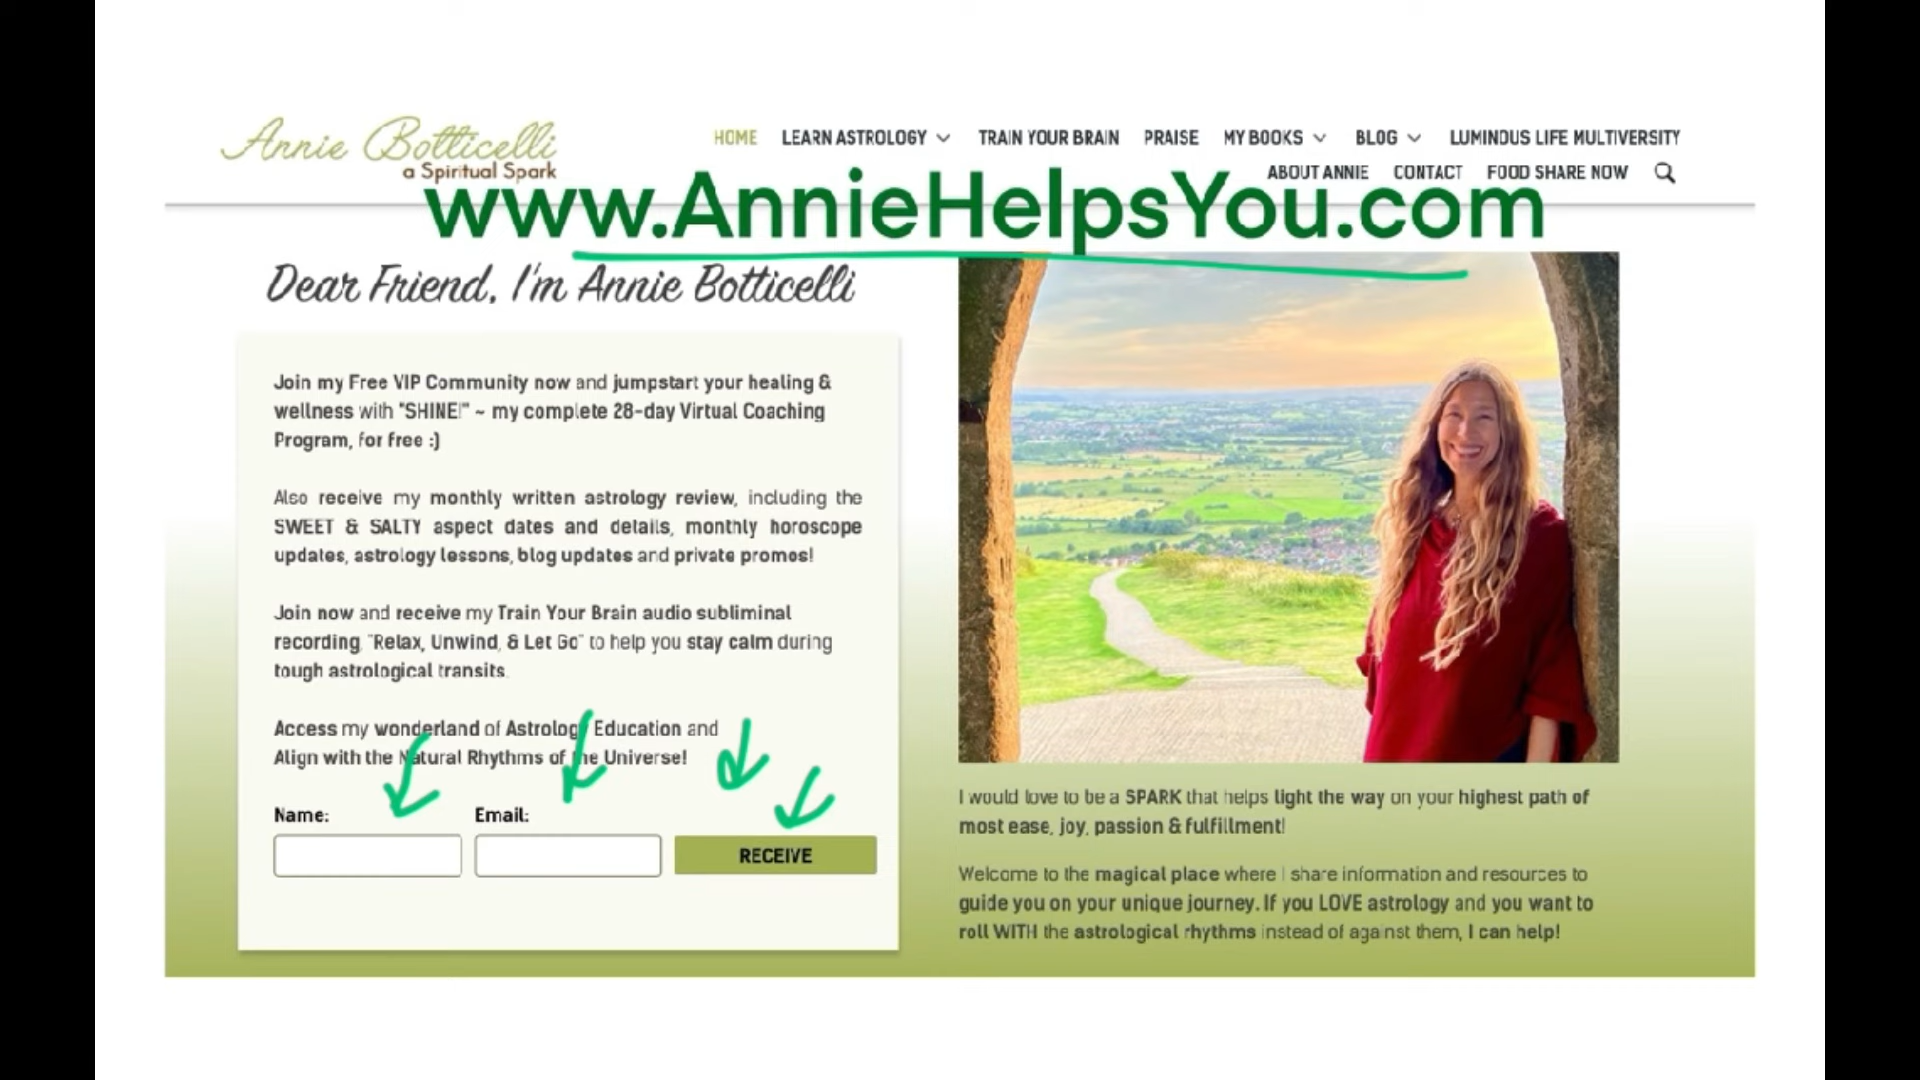 Annie Botticelli
a Spiritual Spark
HOME LEARN ASTROLOGY TRAIN YOUR BRAIN PRAISE MY BOOKS BLOG LUMINOUS LIFE MULTIVERSITY
ABOUT ANNIE CONTACT FOOD SHARE NOW
www.AnnieHelpsYou.com
Dear Friend, I'm Annie Botticelli
Join my Free VIP Community now and jumpstart your healing &
wellness with "SHINE!" ~ my complete 28-day Virtual Coaching
Program, for free :)
Also receive my monthly written astrology review, including the
SWEET & SALTY aspect dates and details, monthly horoscope
updates, astrology lessons, blog updates and private promos!
Join now and receive my Train Your Brain audio subliminal
recording, "Relax, Unwind, & Let Go" to help you stay calm during
tough astrological transits.
Access my wonderland of Astrology Education and
Align with the Natural Rhythms of the Universe!
Name: Email:
RECEIVE
I would love to be a SPARK that helps light the way on your highest path of
most ease, joy, passion & fulfillment!
Welcome to the magical place where I share information and resources to
guide you on your unique journey. If you LOVE astrology and you want to
roll WITH the astrological rhythms instead of against them, I can help!